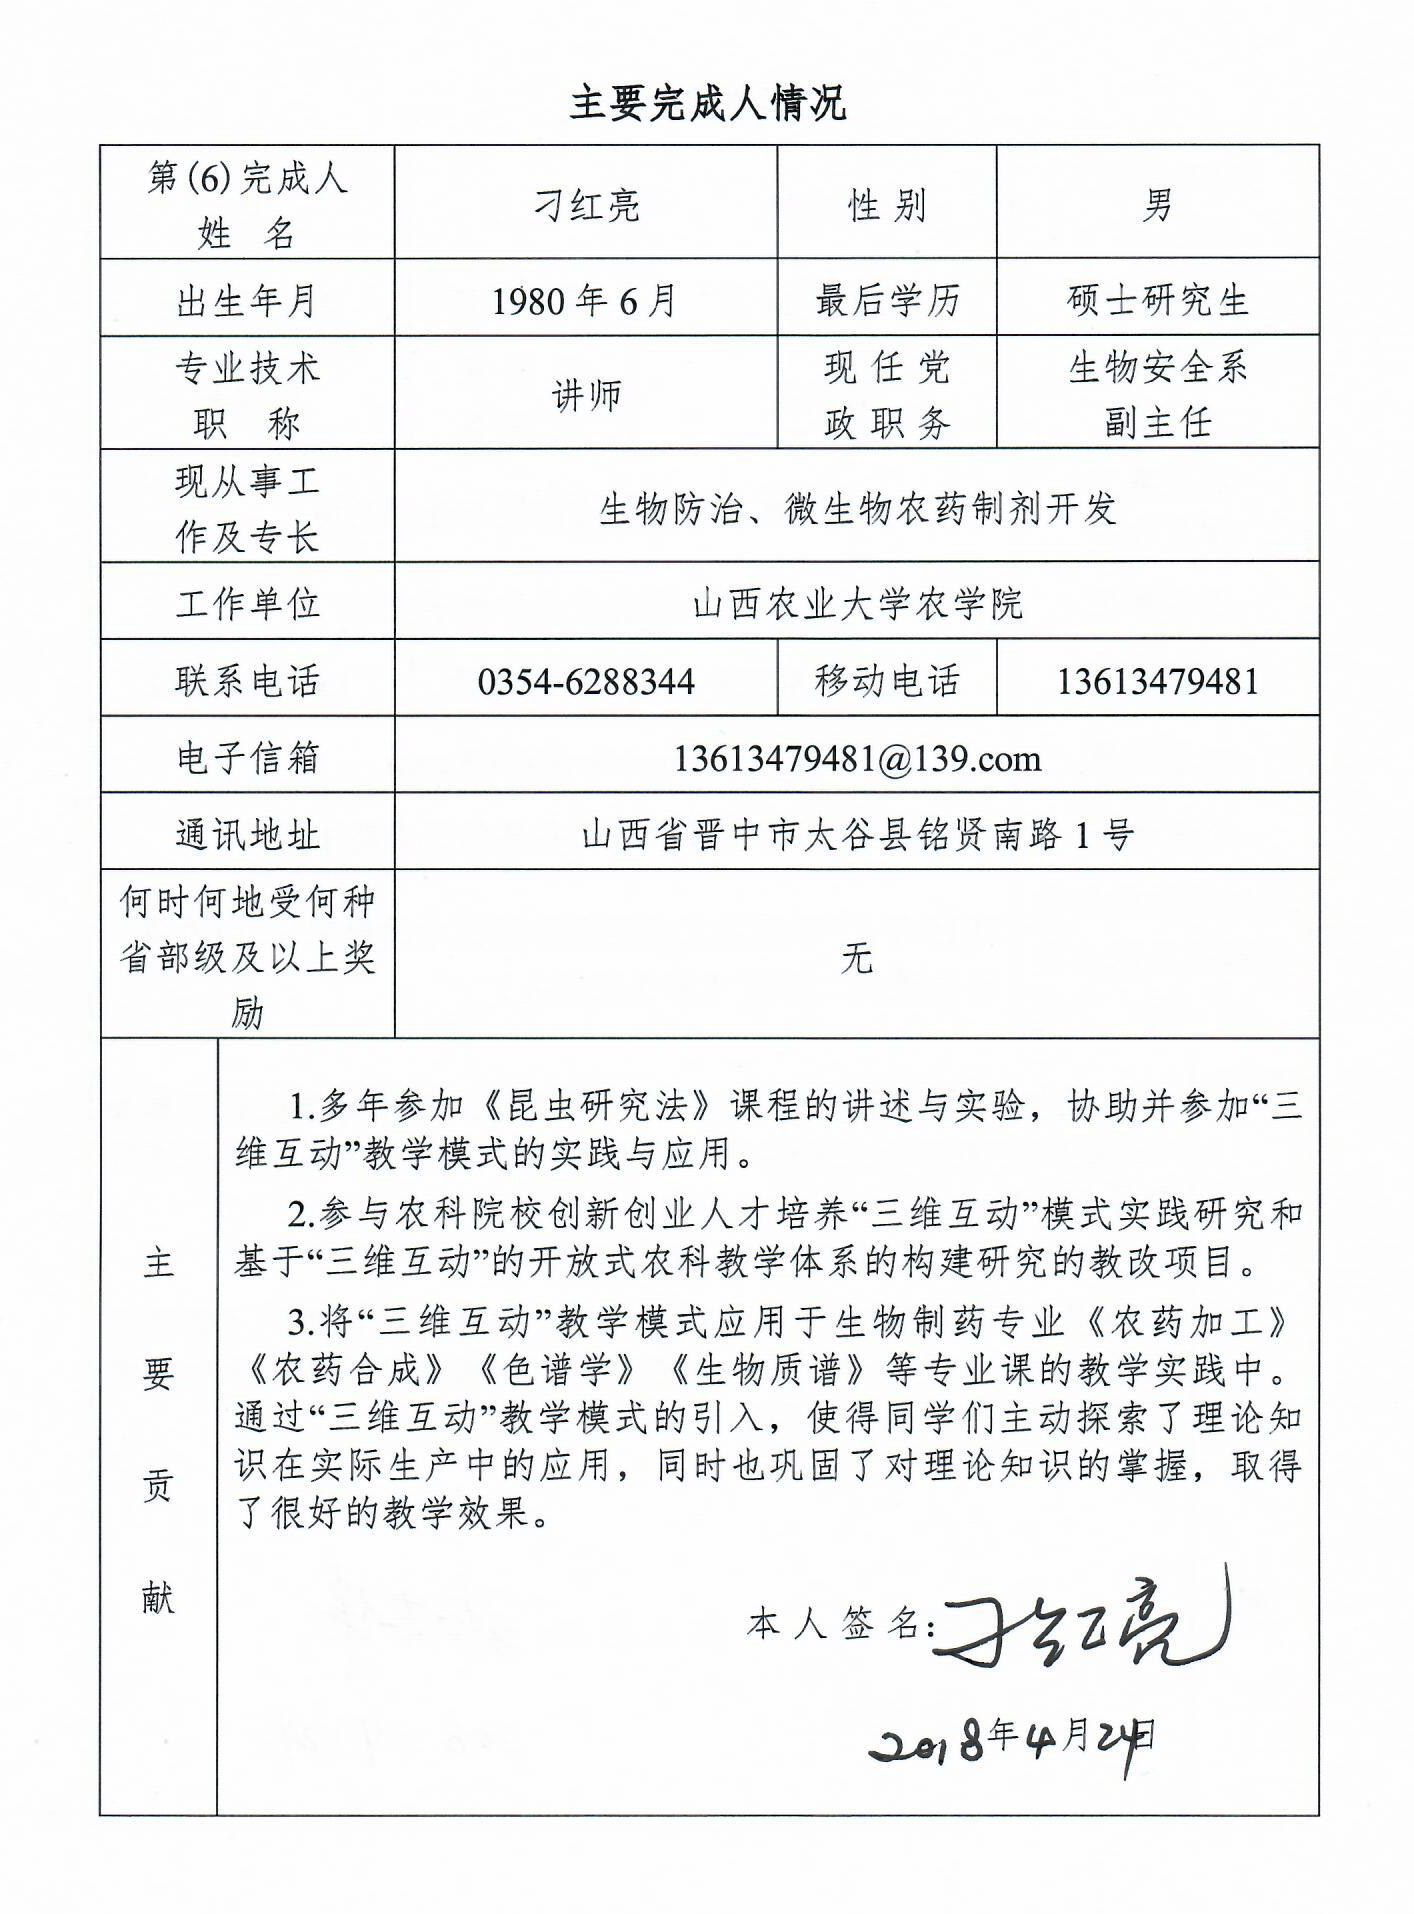 主要完成人情况
第(6)完成人
姓 名
刁红亮
性 别
男
出生年月
1980 年 6 月
最后学历
硕士研究生
专业技术
职 称
讲师
现 任 党
政 职 务
生物安全系
副主任
现从事工
作及专长
生物防治、微生物农药制剂开发
工作单位
山西农业大学农学院
联系电话
0354-6288344
移动电话
13613479481
电子信箱
13613479481@139.com
通讯地址
山西省晋中市太谷县铭贤南路 1 号
何时何地受何种
省部级及以上奖
励
无
主
要
贡
献
1.多年参加《昆虫研究法》课程的讲述与实验，协助并参加“三
维互动”教学模式的实践与应用。
2.参与农科院校创新创业人才培养“三维互动”模式实践研究和
基于“三维互动”的开放式农科教学体系的构建研究的教改项目。
3.将“三维互动”教学模式应用于生物制药专业《农药加工》
《农药合成》《色谱学》《生物质谱》等专业课的教学实践中。
通过“三维互动”教学模式的引入，使得同学们主动探索了理论知
识在实际生产中的应用，同时也巩固了对理论知识的掌握，取得
了很好的教学效果。
本 人 签 名：刁红亮
2018年4月24日